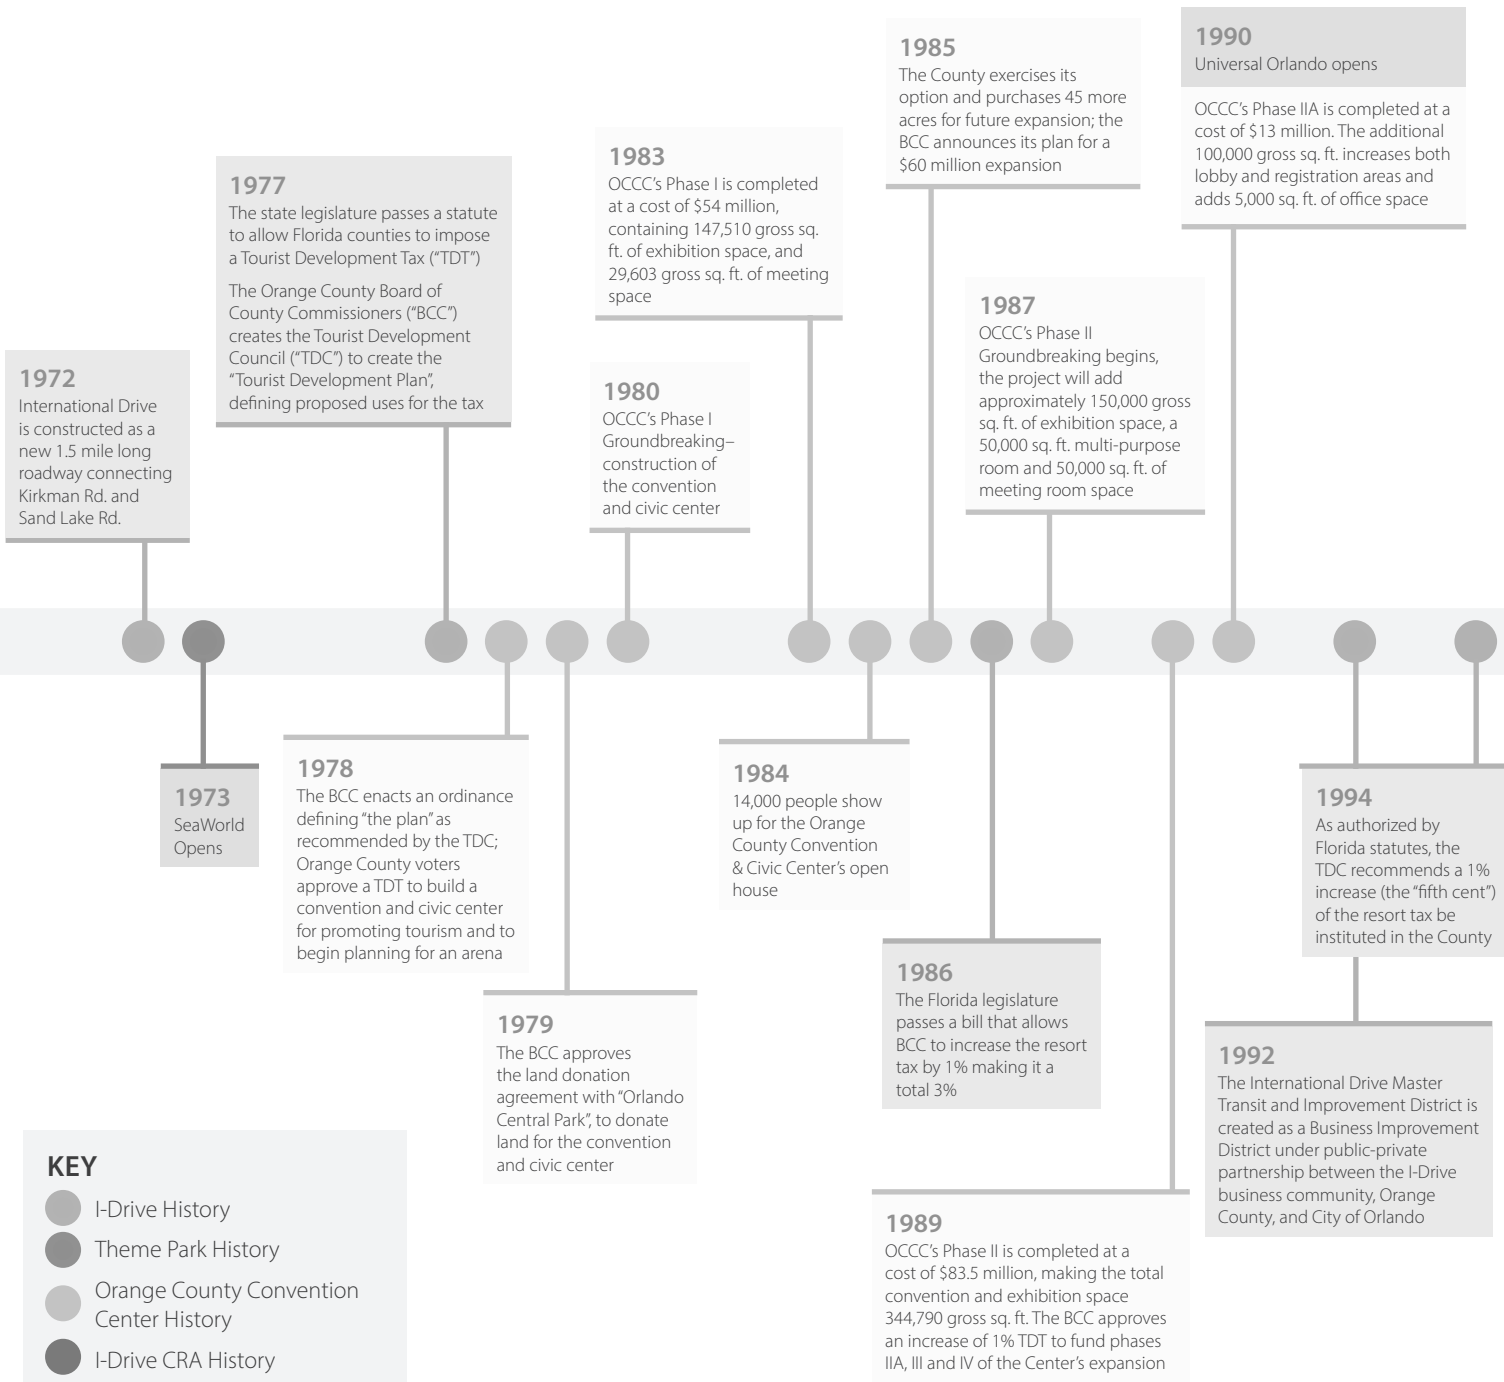 1972
International Drive
is constructed as a
new 1.5 mile long
roadway connecting
Kirkman Rd. and
Sand Lake Rd.
1973
SeaWorld
Opens
1977
The state legislature passes a statute
to allow Florida counties to impose
a Tourist Development Tax (“TDT”)
The Orange County Board of
County Commissioners (“BCC”)
creates the Tourist Development
Council (“TDC”) to create the
“Tourist Development Plan”,
defining proposed uses for the tax
1978
The BCC enacts an ordinance
defining “the plan” as
recommended by the TDC;
Orange County voters
approve a TDT to build a
convention and civic center
for promoting tourism and to
begin planning for an arena
1979
The BCC approves
the land donation
agreement with “Orlando
Central Park”, to donate
land for the convention
and civic center
1980
OCCC’s Phase I
Groundbreaking–
construction of
the convention
and civic center
1983
OCCC’s Phase I is completed
at a cost of $54 million,
containing 147,510 gross sq.
ft. of exhibition space, and
29,603 gross sq. ft. of meeting
space
1984
14,000 people show
up for the Orange
County Convention
& Civic Center’s open
house
1985
The County exercises its
option and purchases 45 more
acres for future expansion; the
BCC announces its plan for a
$60 million expansion
1986
The Florida legislature
passes a bill that allows
BCC to increase the resort
tax by 1% making it a
total 3%
1987
OCCC’s Phase II
Groundbreaking begins,
the project will add
approximately 150,000 gross
sq. ft. of exhibition space, a
50,000 sq. ft. multi-purpose
room and 50,000 sq. ft. of
meeting room space
1989
OCCC’s Phase II is completed at a
cost of $83.5 million, making the total
convention and exhibition space
344,790 gross sq. ft. The BCC approves
an increase of 1% TDT to fund phases
IIA, III and IV of the Center’s expansion
1990
Universal Orlando opens
OCCC’s Phase IIA is completed at a
cost of $13 million. The additional
100,000 gross sq. ft. increases both
lobby and registration areas and
adds 5,000 sq. ft. of office space
1992
The International Drive Master
Transit and Improvement District is
created as a Business Improvement
District under public-private
partnership between the I-Drive
business community, Orange
County, and City of Orlando
1994
As authorized by
Florida statutes, the
TDC recommends a 1%
increase (the “fifth cent”)
of the resort tax be
instituted in the County
KEY
I-Drive History
Theme Park History
Orange County Convention
Center History
I-Drive CRA History